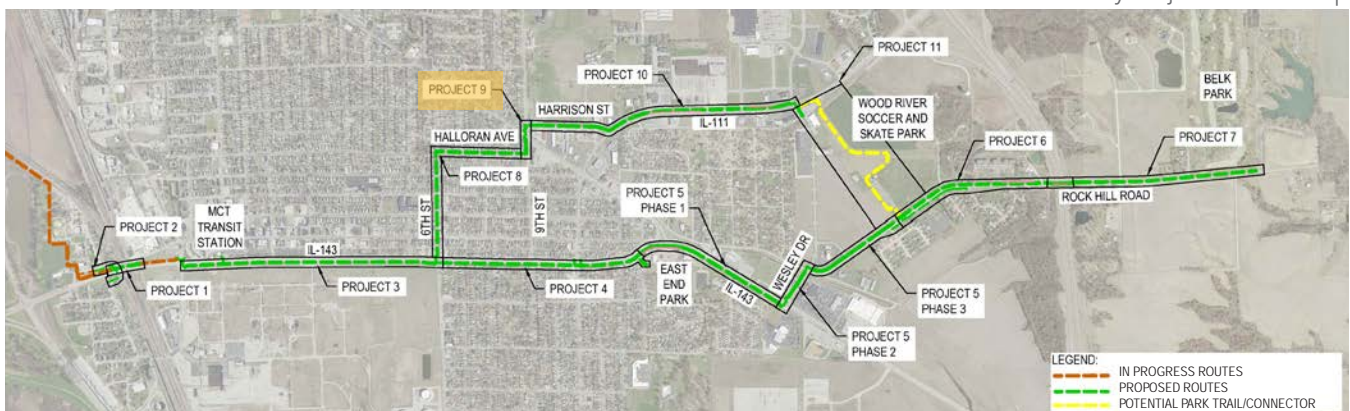 PROJECT 11
PROJECT 10
BELK
PARK
PROJECT 9
HARRISON ST
WOOD RIVER
SOCCER AND
SKATE PARK
IL-111
HALLORAN AVE
PROJECT 6
PROJECT 7
PROJECT 8
PROJECT 5
PHASE 1
ROCK HILL ROAD
MCT
TRANSIT
STATION
6TH ST
9TH ST
PROJECT 2
IL-143
WESLEY DR
PROJECT 1
PROJECT 3
PROJECT 4
EAST
END
PARK
IL-143
PROJECT 5
PHASE 3
PROJECT 5
PHASE 2
LEGEND:
IN PROGRESS ROUTES
PROPOSED ROUTES
POTENTIAL PARK TRAIL/CONNECTOR